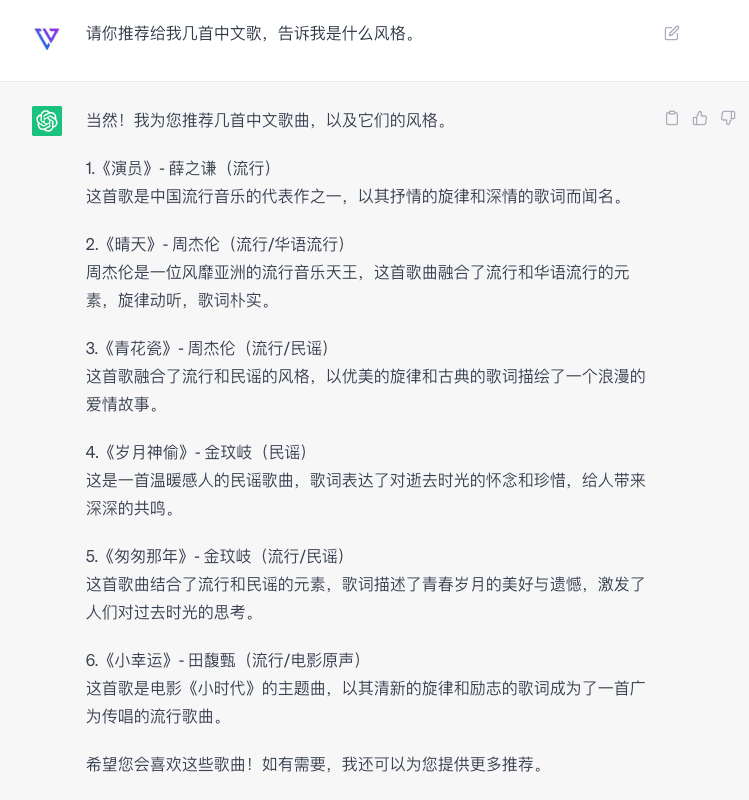 请你推荐给我几首中文歌，告诉我是什么风格。
当然！我为您推荐几首中文歌曲，以及它们的风格。
1.《演员》- 薛之谦（流行）
这首歌是中国流行音乐的代表作之一，以其抒情的旋律和深情的歌词而闻名。
2.《晴天》- 周杰伦（流行/华语流行）
周杰伦是一位风靡亚洲的流行音乐天王，这首歌曲融合了流行和华语流行的元
素，旋律动听，歌词朴实。
3.《青花瓷》- 周杰伦（流行/民谣）
这首歌融合了流行和民谣的风格，以优美的旋律和古典的歌词描绘了一个浪漫的
爱情故事。
4.《岁月神偷》- 金玟岐（民谣）
这是一首温暖感人的民谣歌曲，歌词表达了对逝去时光的怀念和珍惜，给人带来
深深的共鸣。
5.《匆匆那年》- 金玟岐（流行/民谣）
这首歌曲结合了流行和民谣的元素，歌词描述了青春岁月的美好与遗憾，激发了
人们对过去时光的思考。
6.《小幸运》- 田馥甄（流行/电影原声）
这首歌是电影《小时代》的主题曲，以其清新的旋律和励志的歌词成为了一首广
为传唱的流行歌曲。
希望您会喜欢这些歌曲！如有需要，我还可以为您提供更多推荐。